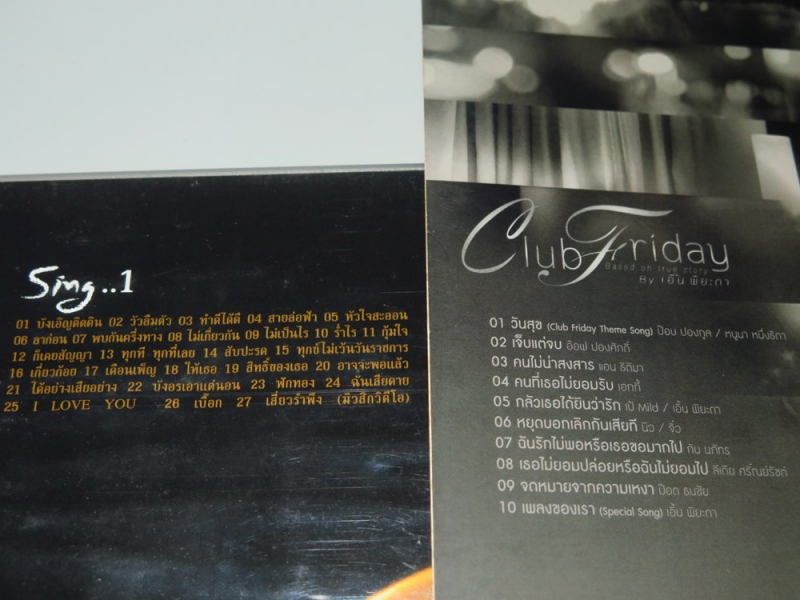 Sing..1
01 บังเอิญติดดิน 02 วัวลืมตัว 03 ทำดีได้ดี 04 สายล่อฟ้า 05 หัวใจสะออน
06 ลาก่อน 07 พบกันครึ่งทาง 08 ไม่เกี่ยวกัน 09 ไม่เป็นไร 10 ร่ำไร 11 กุ้มใจ
12 ก็เคยสัญญา 13 ทุกที ทุกที่เลย 14 สับปะรด 15 ทุกข์ไม่เว้นวันราชการ
16 เกี่ยวก้อย 17 เดือนเพ็ญ 18 ให้เธอ 19 สิทธิ์ของเธอ 20 อาจจะพอแล้ว
21 ได้อย่างเสียอย่าง 22 บังอรเอาแต่นอน 23 ฟักทอง 24 ฉันเสียดาย
25 I LOVE YOU 26 เบื๊อก 27 เสี่ยวรำพึง (มิวสิกวิดีโอ)
Club Friday
Based on true story
By เอิ้น พิยะดา
01 วันสุข (Club Friday Theme Song) ป๊อบ ปองกูล / หนูนา หนึ่งธิดา
02 เจ็บแต่จบ อ๊อฟ ปองศักดิ์
03 คนไม่น่าสงสาร แอน ธิติมา
04 คนที่เธอไม่ยอมรับ เอทกี้
05 กลัวเธอได้ยินว่ารัก เป้ Mild / เอิ้น พิยะดา
06 หยุดบอกเลิกกันเสียที นิว / จิ๋ว
07 ฉันรักไม่พอหรือเธอขอมากไป กัน นภัทร
08 เธอไม่ยอมปล่อยหรือฉันไม่ยอมไป ลีเดีย ศรัณย์รัชต์
09 จดหมายจากความเหงา ป๊อด ธนชัย
10 เพลงของเรา (Special Song) เอิ้น พิยะดา